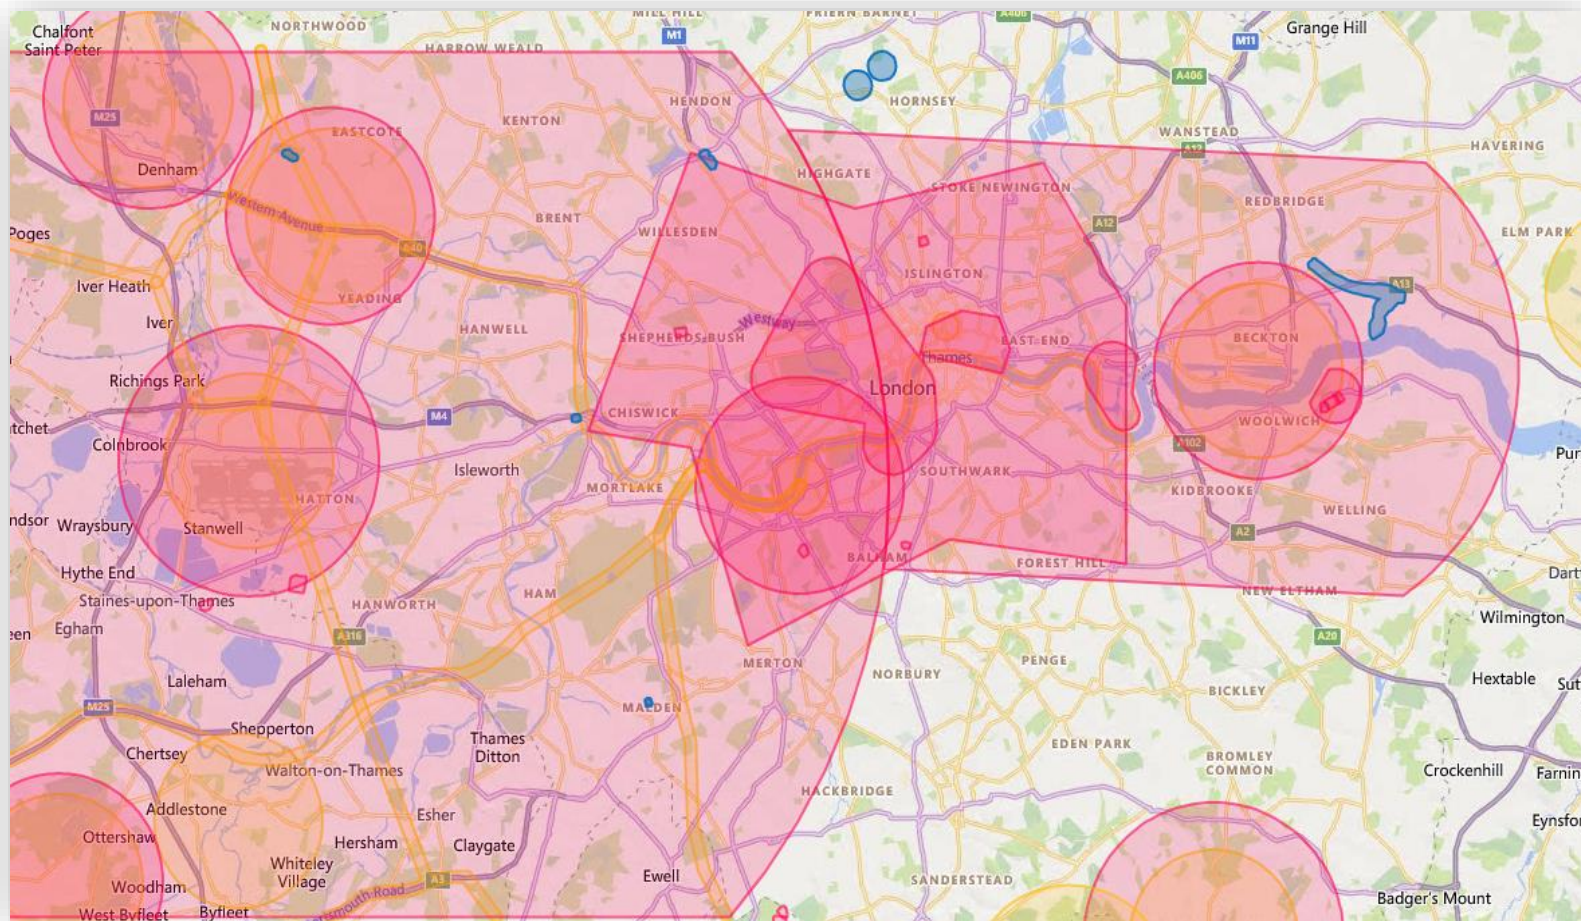 Chalfont
Saint Peter
NORTHWOOD
HARROW WEALD
MILL HILL
M1
FRIERN BARNET
A406
M11
Grange Hill
A406
M25
HENDON
HORNSEY
KENTON
EASTCOTE
WANSTEAD
A12
HAVERING
Denham
HIGHGATE
STOKE NEWINGTON
REDBRIDGE
Western Avenue
BRENT
WILLESDEN
A12
ELM PARK
Poges
A40
ISLINGTON
Iver Heath
YEADING
A13
Iver
HANWELL
SHEPHERDS BUSH
Westway
EAST END
BECKTON
Thames
Richings Park
London
M4
CHISWICK
WOOLWICH
Colnbrook
A102
Isleworth
SOUTHWARK
MORTLAKE
KIDBROOKE
HATTON
WELLING
Wraysbury
Stanwell
A2
BALHAM
FOREST HILL
Hythe End
NEW ELTHAM
Staines-upon-Thames
HANWORTH
HAM
Wilmington
Egham
A316
A20
MERTON
PENGE
NORBURY
Laleham
Hextable
BICKLEY
M25
MALDEN
Shepperton
Thames
Ditton
EDEN PARK
Chertsey
BROMLEY
COMMON
Walton-on-Thames
Crockenhill
HACKBRIDGE
Addlestone
Esher
Ottershaw
Hersham
Claygate
Whiteley
Village
Ewell
A3
SANDERSTEAD
Woodham
Badger's Mount
West Byfleet
Byfleet